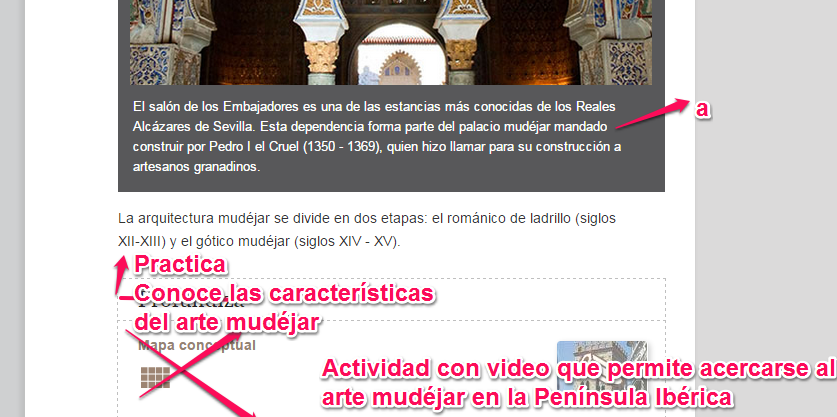 El salón de los Embajadores es una de las estancias más conocidas de los Reales
Alcázares de Sevilla. Esta dependencia forma parte del palacio mudéjar mandado
a
construir por Pedro I el Cruel (1350 - 1369), quien hizo llamar para su construcción a
artesanos granadinos.
La arquitectura mudéjar se divide en dos etapas: el románico de ladrillo (siglos
XII-XIII) y el gótico mudéjar (siglos XIV - XV).
Practica
Conoce las características
Profundiza
del arte mudéjar
Mapa conceptual
Actividad con video que permite acercarse al
arte mudéjar en la Península Ibérica